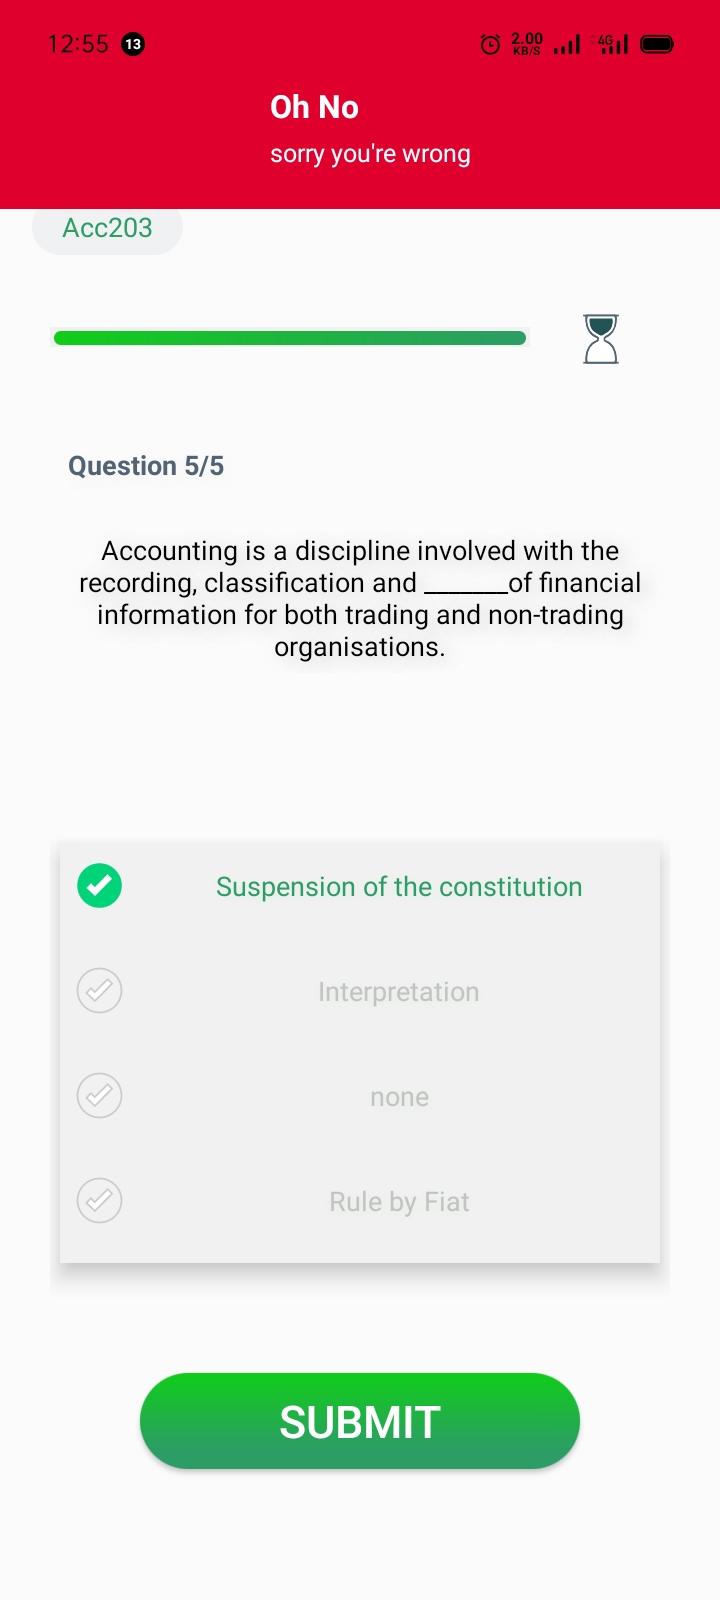 12:55 13 2.00 KB/S 4G
Oh No
sorry you're wrong
Acc203
Question 5/5
Accounting is a discipline involved with the
recording, classification and _______of financial
information for both trading and non-trading
organisations.
Suspension of the constitution
Interpretation
none
Rule by Fiat
SUBMIT